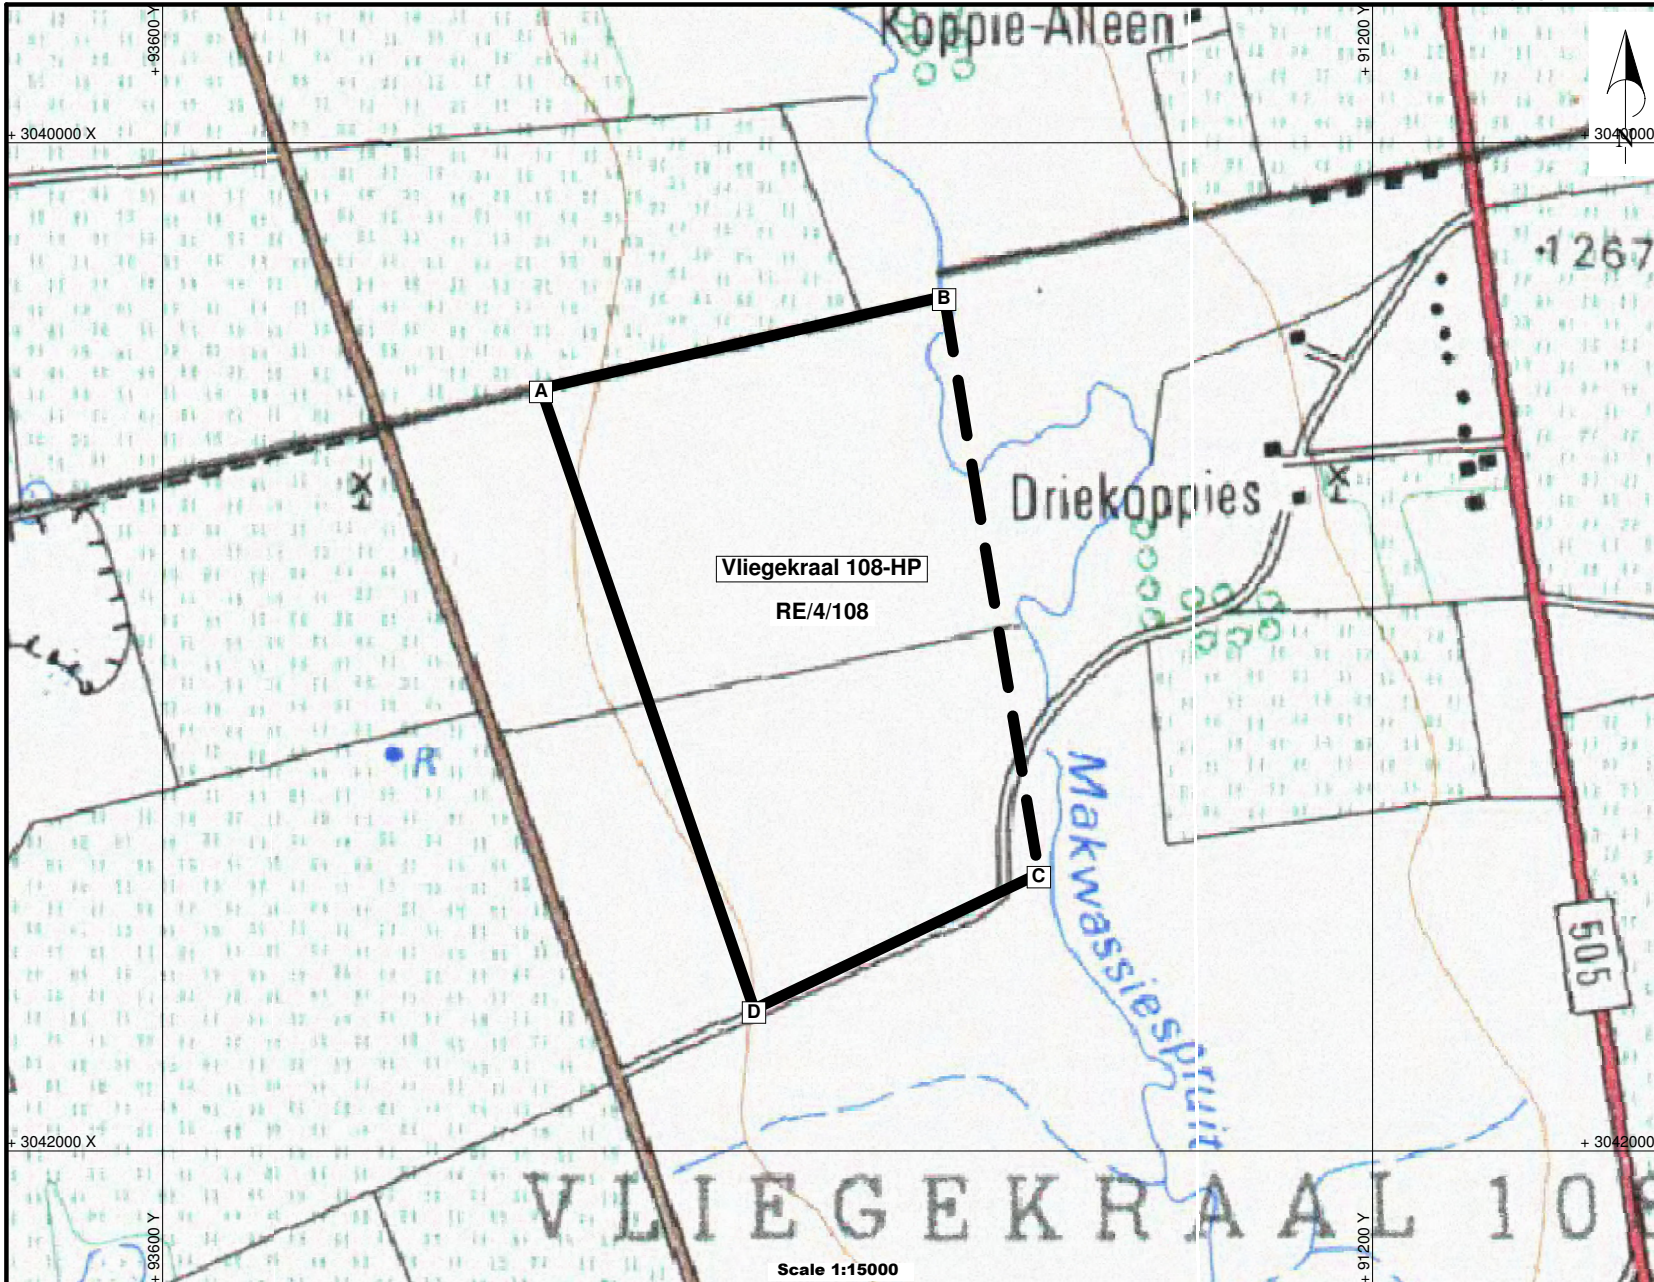 + 93600 Y
Koppie-Alleen
+ 91200 Y
+ 3040000 X
+ 3040000
N
1267
B
A
Driekoppies
Vliegekraal 108-HP
RE/4/108
R
Makwassiespruit
C
505
D
+ 3042000 X
+ 3042000
VLIEGEKRAAL 108
+ 93600 Y
+ 91200 Y
Scale 1:15000